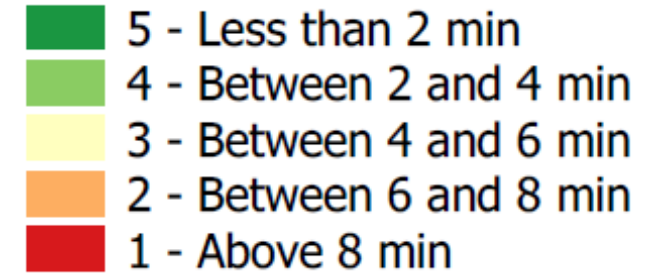 5 - Less than 2 min
4 - Between 2 and 4 min
3 - Between 4 and 6 min
2 - Between 6 and 8 min
1 - Above 8 min